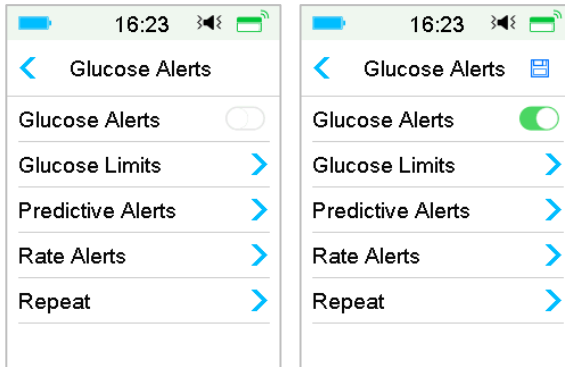 16:23
Glucose Alerts
Glucose Alerts
Glucose Limits
Predictive Alerts
Rate Alerts
Repeat
16:23
Glucose Alerts
Glucose Alerts
Glucose Limits
Predictive Alerts
Rate Alerts
Repeat